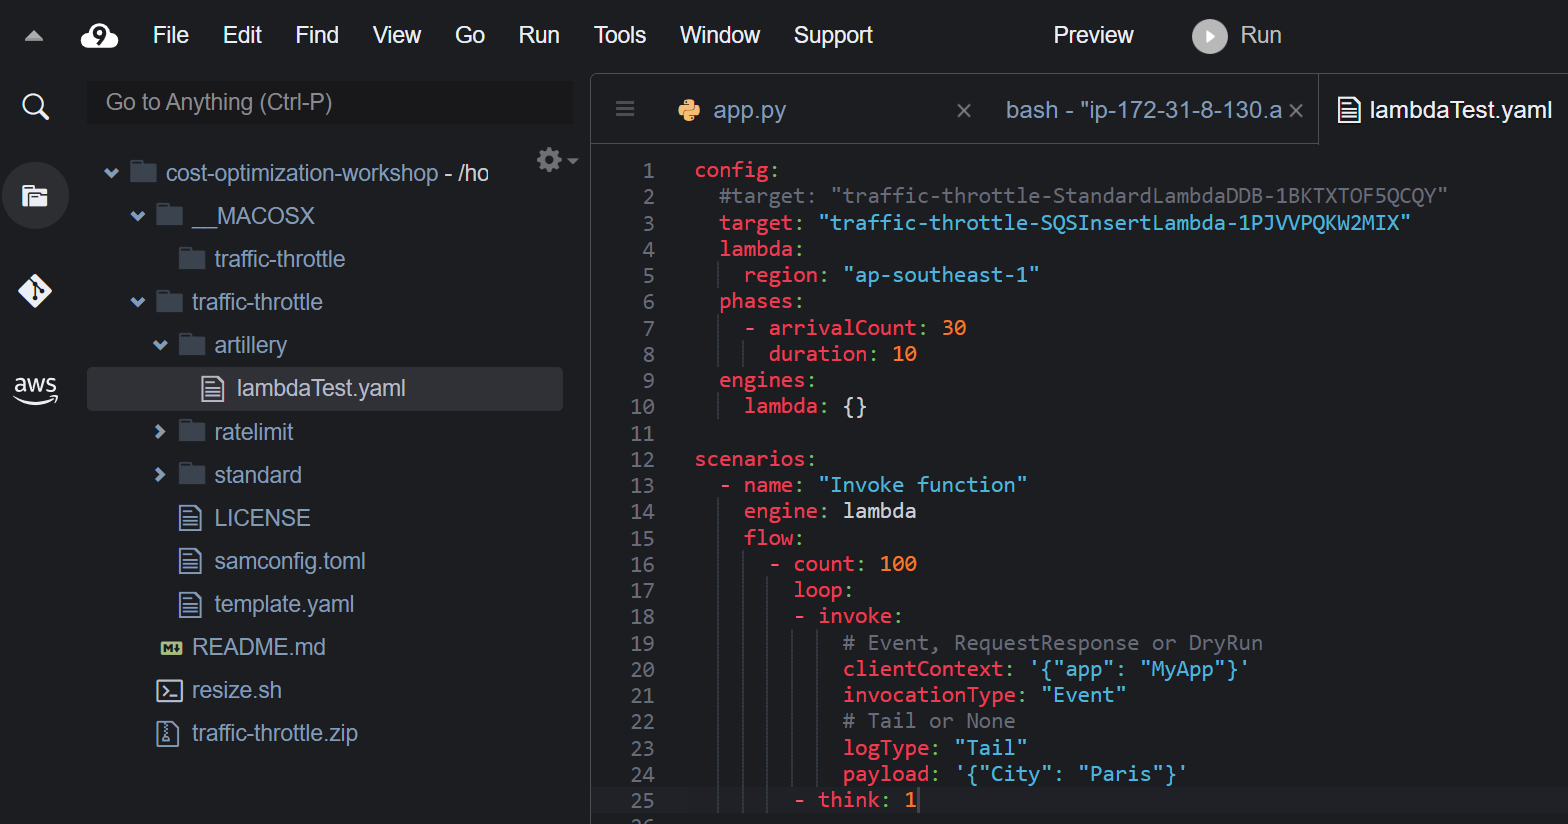 9 File Edit Find View Go Run Tools Window Support Preview Run
Go to Anything (Ctrl-P)
cost-optimization-workshop - /ho
__MACOSX
traffic-throttle
traffic-throttle
artillery
lambdaTest.yaml
ratelimit
standard
LICENSE
samconfig.toml
template.yaml
M README.md
resize.sh
traffic-throttle.zip
aws
app.py bash - "ip-172-31-8-130.a lambdaTest.yaml
1 config:
2 #target: "traffic-throttle-StandardLambdaDDB-1BKTXTOF5QCQY"
3 target: "traffic-throttle-SQSInsertLambda-1PJVVPQKW2MIX"
4 lambda:
5 region: "ap-southeast-1"
6 phases:
7 - arrivalCount: 30
8 duration: 10
9 engines:
10 lambda: {}
11
12 scenarios:
13 - name: "Invoke function"
14 engine: lambda
15 flow:
16 - count: 100
17 loop:
18 - invoke:
19 # Event, RequestResponse or DryRun
20 clientContext: '{"app": "MyApp"}'
21 invocationType: "Event"
22 # Tail or None
23 logType: "Tail"
24 payload: '{"City": "Paris"}'
25 - think: 1